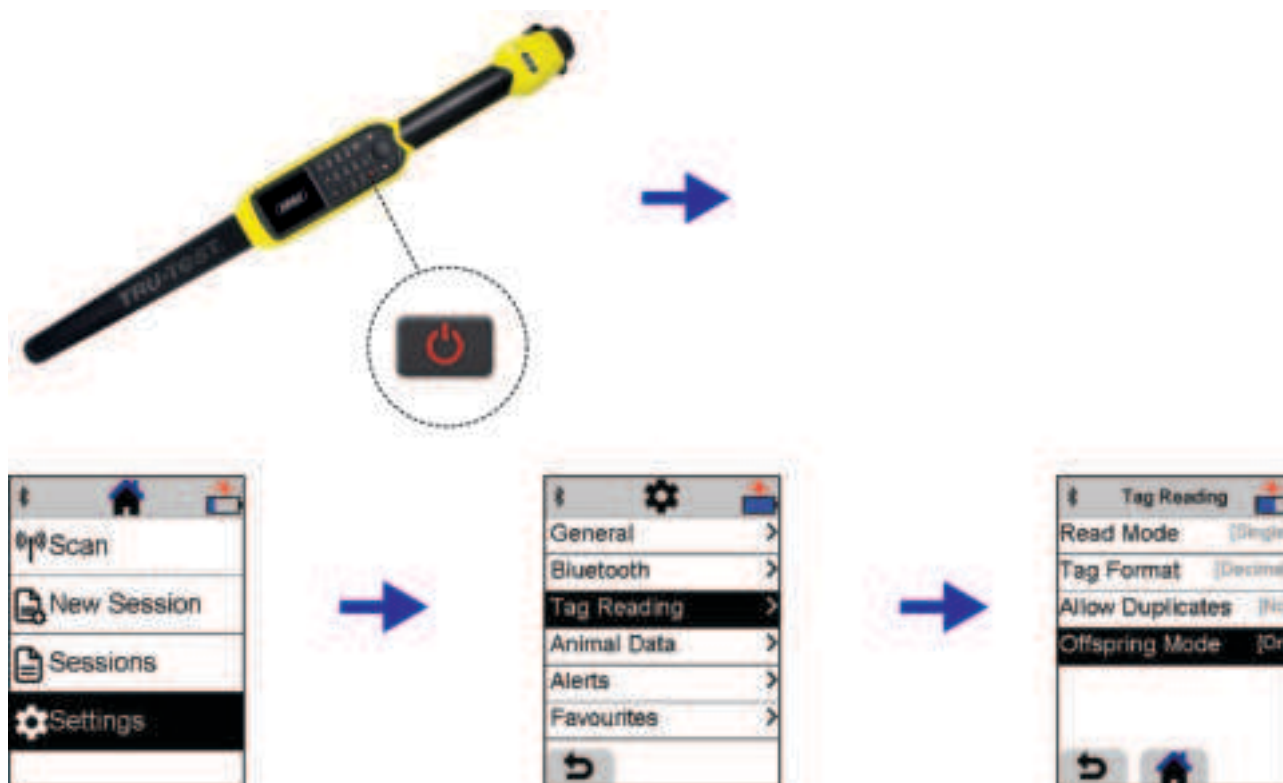 TRU-TEST
Scan
New Session
Sessions
Settings
General
Bluetooth
Tag Reading
Animal Data
Alerts
Favourites
Tag Reading
Read Mode [Single
Tag Format
Allow Duplicates
Offspring Mode